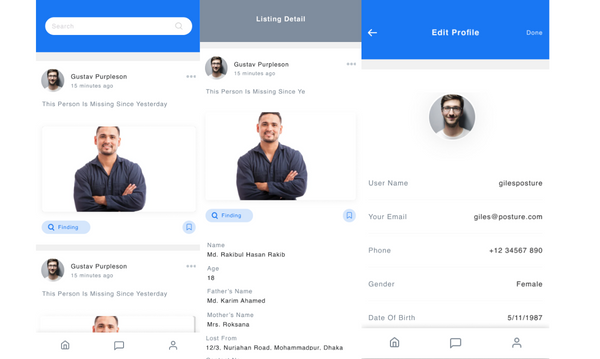 Search
Gustav Purpleson
15 minutes ago
This Person Is Missing Since Yesterday
Finding
Gustav Purpleson
15 minutes ago
This Person Is Missing Since Yesterday
Listing Detail
Gustav Purpleson
15 minutes ago
This Person Is Missing Since Ye
Finding
Name
Md. Rakibul Hasan Rakib
Age
18
Father's Name
Md. Karim Ahamed
Mother's Name
Mrs. Roksana
Lost From
12/3. Nuriahan Road, Mohammadpur, Dhaka
Edit Profile
Done
User Name
gilesposture
Your Email
giles@posture.com
Phone
+12 34567 890
Gender
Female
Date Of Birth
5/11/1987